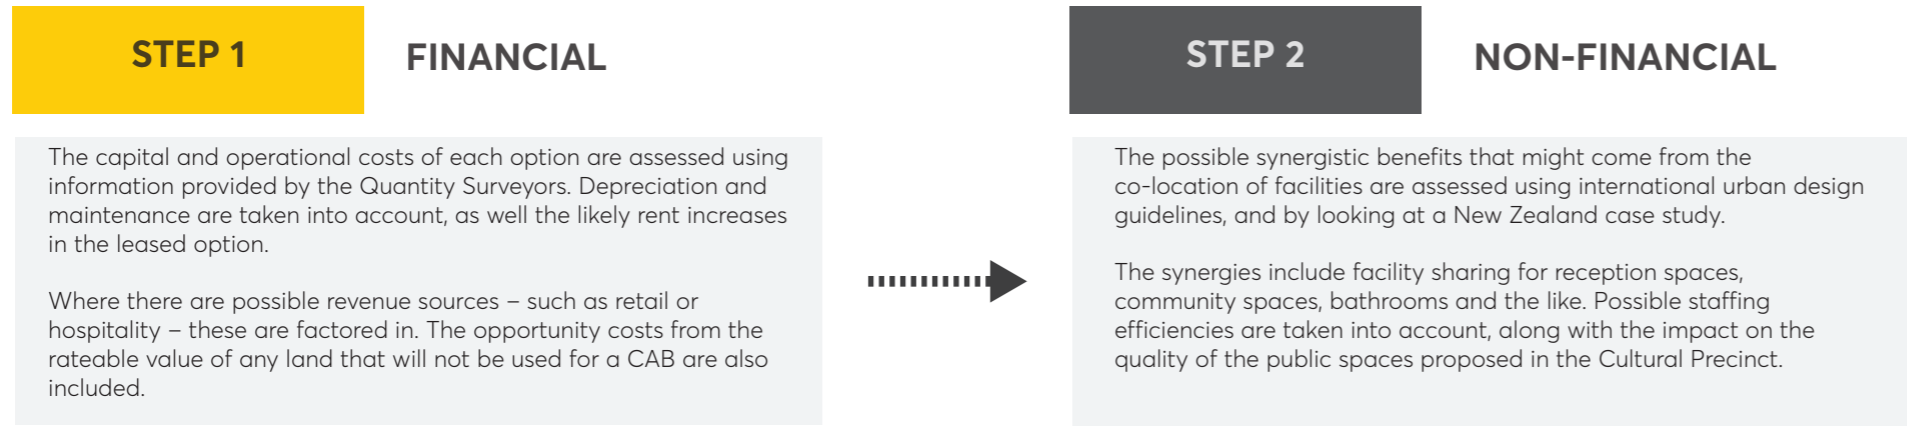 STEP 1
FINANCIAL
The capital and operational costs of each option are assessed using
information provided by the Quantity Surveyors. Depreciation and
maintenance are taken into account, as well the likely rent increases
in the leased option.
Where there are possible revenue sources – such as retail or
hospitality – these are factored in. The opportunity costs from the
rateable value of any land that will not be used for a CAB are also
included.
STEP 2
NON-FINANCIAL
The possible synergistic benefits that might come from the
co-location of facilities are assessed using international urban design
guidelines, and by looking at a New Zealand case study.
The synergies include facility sharing for reception spaces,
community spaces, bathrooms and the like. Possible staffing
efficiencies are taken into account, along with the impact on the
quality of the public spaces proposed in the Cultural Precinct.